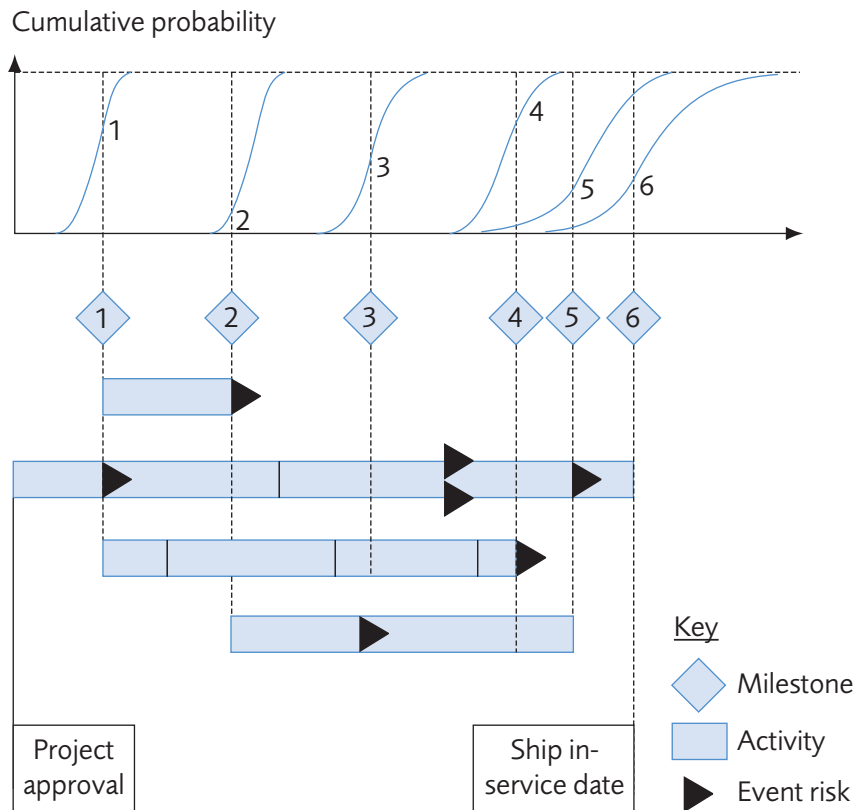 Cumulative probability
1
2
3
4
5
6
1
2
3
4
5
6
Key
Milestone
Activity
Event risk
Project
approval
Ship in-
service date